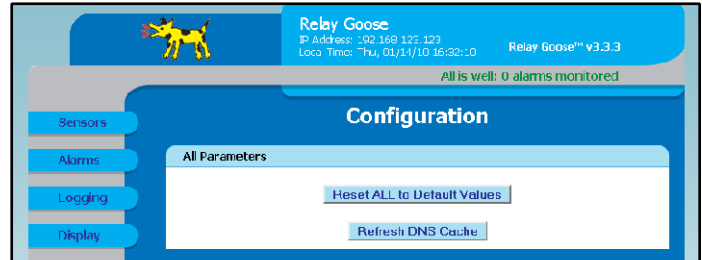 Relay Goose
IP Address: 192.168.123.123
Local Time: Thu, 01/14/10 16:32:10
Relay Goose™ v3.3.3
All is well: 0 alarms monitored
Configuration
Sensors
Alarms
Logging
Display
All Parameters
Reset ALL to Default Values
Refresh DNS Cache